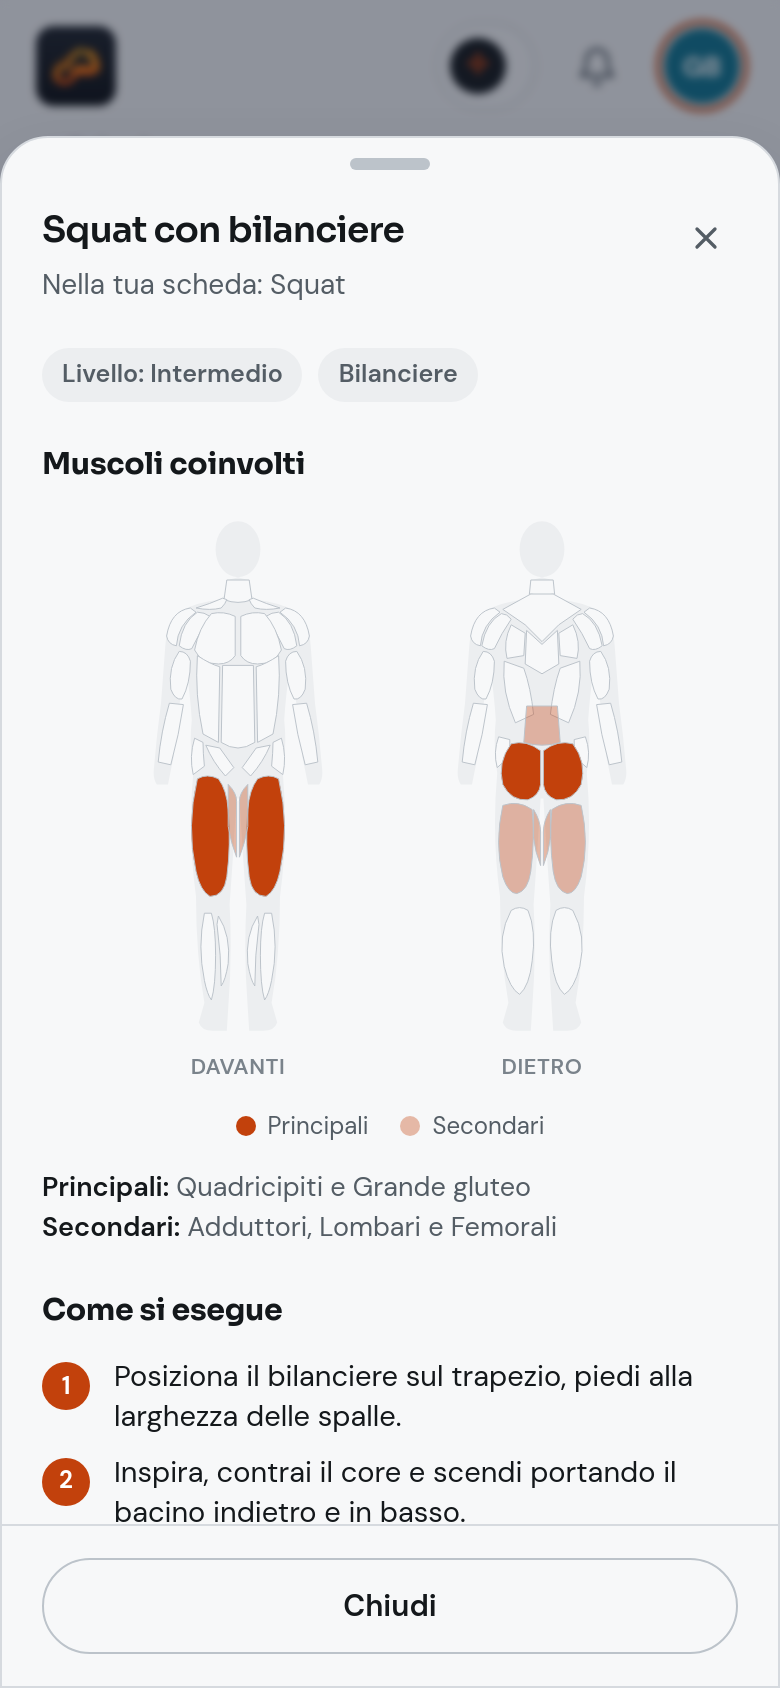 GB
Squat con bilanciere
Nella tua scheda: Squat
Livello: Intermedio
Bilanciere
Muscoli coinvolti
DAVANTI
DIETRO
Principali
Secondari
Principali: Quadricipiti e Grande gluteo
Secondari: Adduttori, Lombari e Femorali
Come si esegue
1
Posiziona il bilanciere sul trapezio, piedi alla
larghezza delle spalle.
2
Inspira, contrai il core e scendi portando il
bacino indietro e in basso.
Chiudi